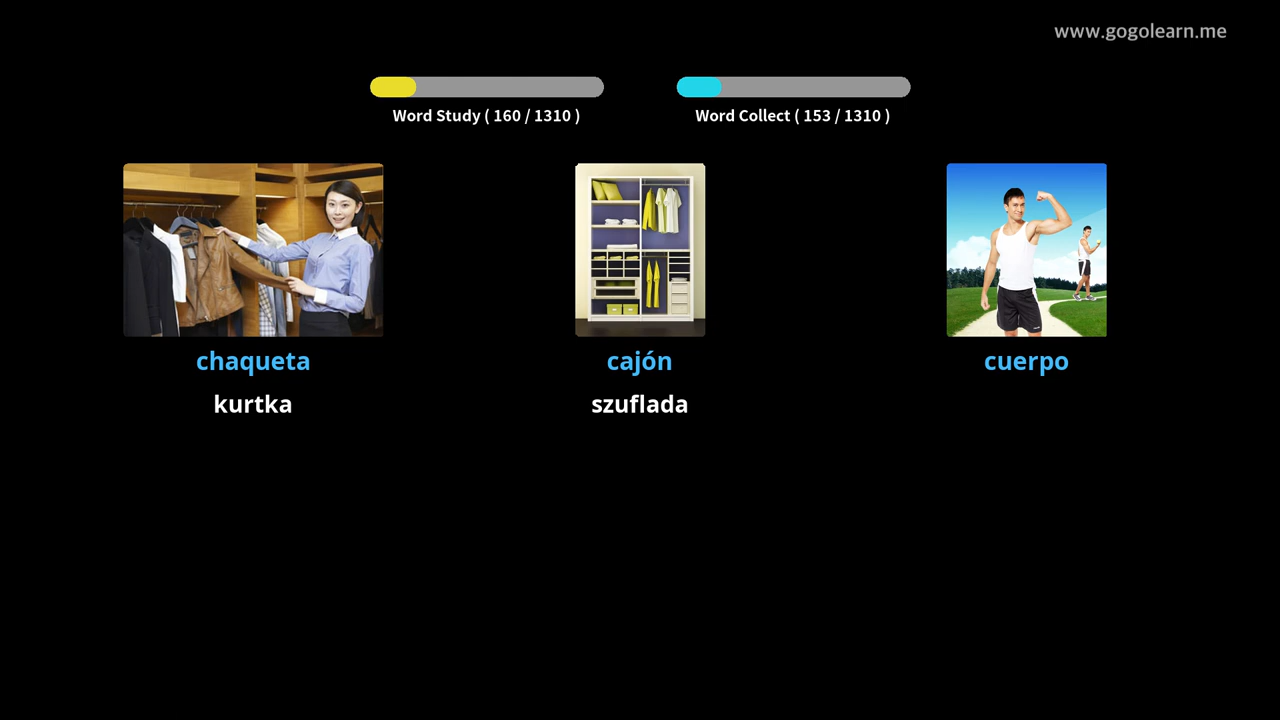 www.gogolearn.me
Word Study ( 160 / 1310 )
Word Collect ( 153 / 1310 )
chaqueta
cajón
cuerpo
kurtka
szuflada